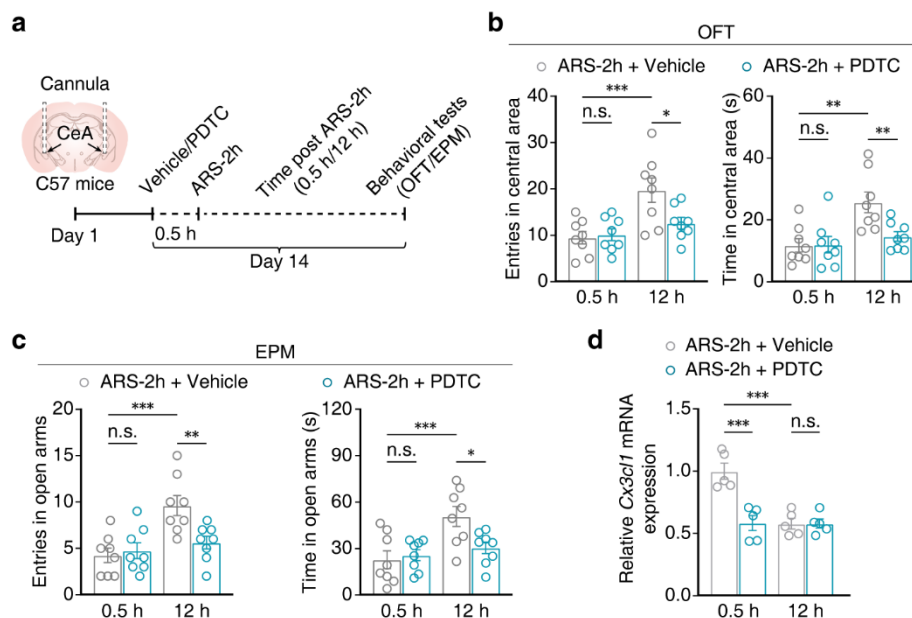 a
Cannula
CeA
C57 mice
Vehicle/PDTC
ARS-2h
Time post ARS-2h
(0.5 h/12 h)
Behavioral tests
(OFT/EPM)
Day 1
0.5 h
Day 14
b
OFT
ARS-2h + Vehicle
ARS-2h + PDTC
Entries in central area
40
30
20
10
0
***
n.s.
*
0.5 h
12 h
Time in central area (s)
60
40
20
0
**
n.s.
**
0.5 h
12 h
c
EPM
ARS-2h + Vehicle
ARS-2h + PDTC
Entries in open arms
20
15
10
5
0
***
n.s.
**
0.5 h
12 h
Time in open arms (s)
120
90
60
30
0
***
n.s.
*
0.5 h
12 h
d
ARS-2h + Vehicle
ARS-2h + PDTC
Relative Cx3cl1 mRNA
expression
1.5
1.0
0.5
0
***
***
n.s.
0.5 h
12 h